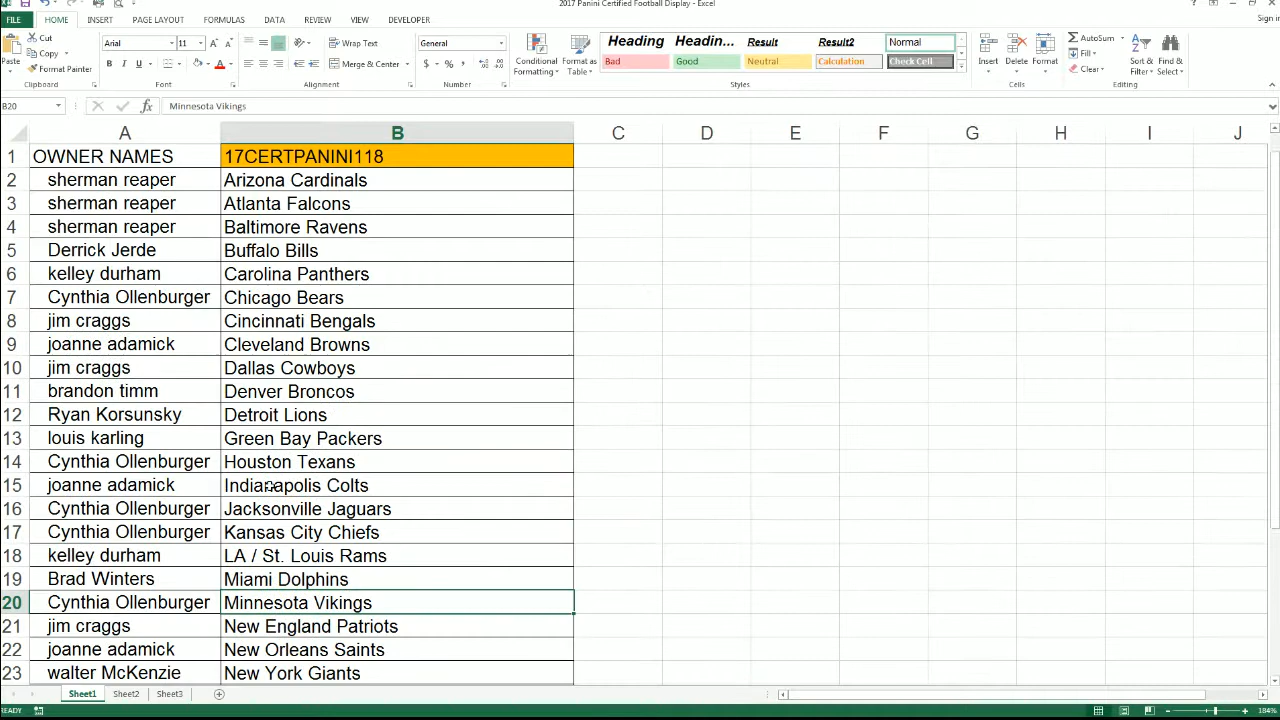 2017 Panini Certified Football Display - Excel
FILE HOME INSERT PAGE LAYOUT FORMULAS DATA REVIEW VIEW DEVELOPER Sign in
Cut
Copy
Format Painter
Paste
Clipboard
Arial 11
B I U
Font
Wrap Text
Merge & Center
Alignment
General
$ % ,
Number
Conditional Formatting
Format as Table
Heading Headin... Result Result2 Normal
Bad Good Neutral Calculation Check Cell
Styles
Insert Delete Format
Cells
AutoSum
Fill
Clear
Sort & Filter
Find & Select
Editing
B20 fx Minnesota Vikings
A B C D E F G H I J
1 OWNER NAMES 17CERTPANINI118
2 sherman reaper Arizona Cardinals
3 sherman reaper Atlanta Falcons
4 sherman reaper Baltimore Ravens
5 Derrick Jerde Buffalo Bills
6 kelley durham Carolina Panthers
7 Cynthia Ollenburger Chicago Bears
8 jim craggs Cincinnati Bengals
9 joanne adamick Cleveland Browns
10 jim craggs Dallas Cowboys
11 brandon timm Denver Broncos
12 Ryan Korsunsky Detroit Lions
13 louis karling Green Bay Packers
14 Cynthia Ollenburger Houston Texans
15 joanne adamick Indianapolis Colts
16 Cynthia Ollenburger Jacksonville Jaguars
17 Cynthia Ollenburger Kansas City Chiefs
18 kelley durham LA / St. Louis Rams
19 Brad Winters Miami Dolphins
20 Cynthia Ollenburger Minnesota Vikings
21 jim craggs New England Patriots
22 joanne adamick New Orleans Saints
23 walter McKenzie New York Giants
Sheet1 Sheet2 Sheet3
READY 184%